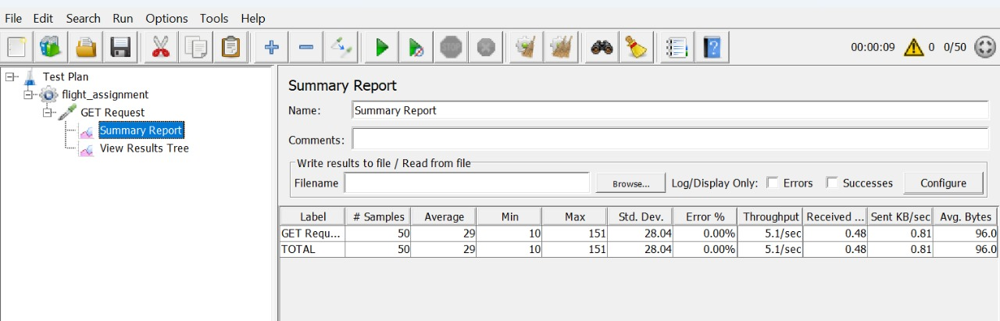 File Edit Search Run Options Tools Help
STOP ? 00:00:09 0 0/50
Test Plan
flight_assignment
GET Request
Summary Report
View Results Tree
Summary Report
Name: Summary Report
Comments:
Write results to file / Read from file
Filename Browse... Log/Display Only: Errors Successes Configure
Label # Samples Average Min Max Std. Dev. Error % Throughput Received ... Sent KB/sec Avg. Bytes
GET Requ... 50 29 10 151 28.04 0.00% 5.1/sec 0.48 0.81 96.0
TOTAL 50 29 10 151 28.04 0.00% 5.1/sec 0.48 0.81 96.0